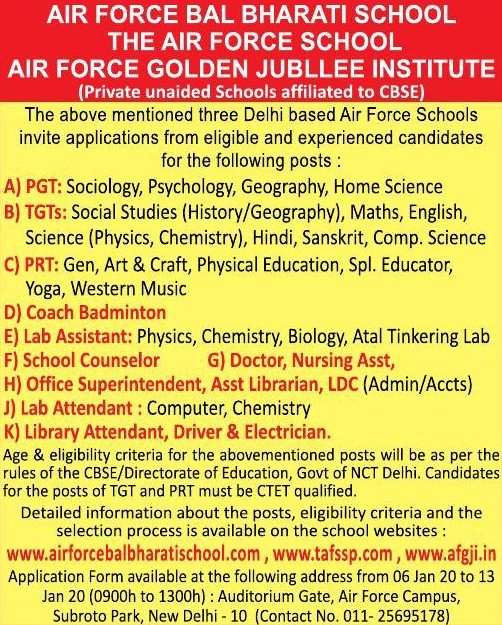 AIR FORCE BAL BHARATI SCHOOL
THE AIR FORCE SCHOOL
AIR FORCE GOLDEN JUBLLEE INSTITUTE
(Private unaided Schools affiliated to CBSE)
The above mentioned three Delhi based Air Force Schools
invite applications from eligible and experienced candidates
for the following posts :
A) PGT: Sociology, Psychology, Geography, Home Science
B) TGTs: Social Studies (History/Geography), Maths, English,
Science (Physics, Chemistry), Hindi, Sanskrit, Comp. Science
C) PRT: Gen, Art & Craft, Physical Education, Spl. Educator,
Yoga, Western Music
D) Coach Badminton
E) Lab Assistant: Physics, Chemistry, Biology, Atal Tinkering Lab
F) School Counselor G) Doctor, Nursing Asst,
H) Office Superintendent, Asst Librarian, LDC (Admin/Accts)
J) Lab Attendant : Computer, Chemistry
K) Library Attendant, Driver & Electrician.
Age & eligibility criteria for the abovementioned posts will be as per the
rules of the CBSE/Directorate of Education, Govt of NCT Delhi. Candidates
for the posts of TGT and PRT must be CTET qualified.
Detailed information about the posts, eligibility criteria and the
selection process is available on the school websites :
www.airforcebalbharatischool.com , www.tafssp.com , www.afgji.in
Application Form available at the following address from 06 Jan 20 to 13
Jan 20 (0900h to 1300h) : Auditorium Gate, Air Force Campus,
Subroto Park, New Delhi - 10 (Contact No. 011- 25695178)